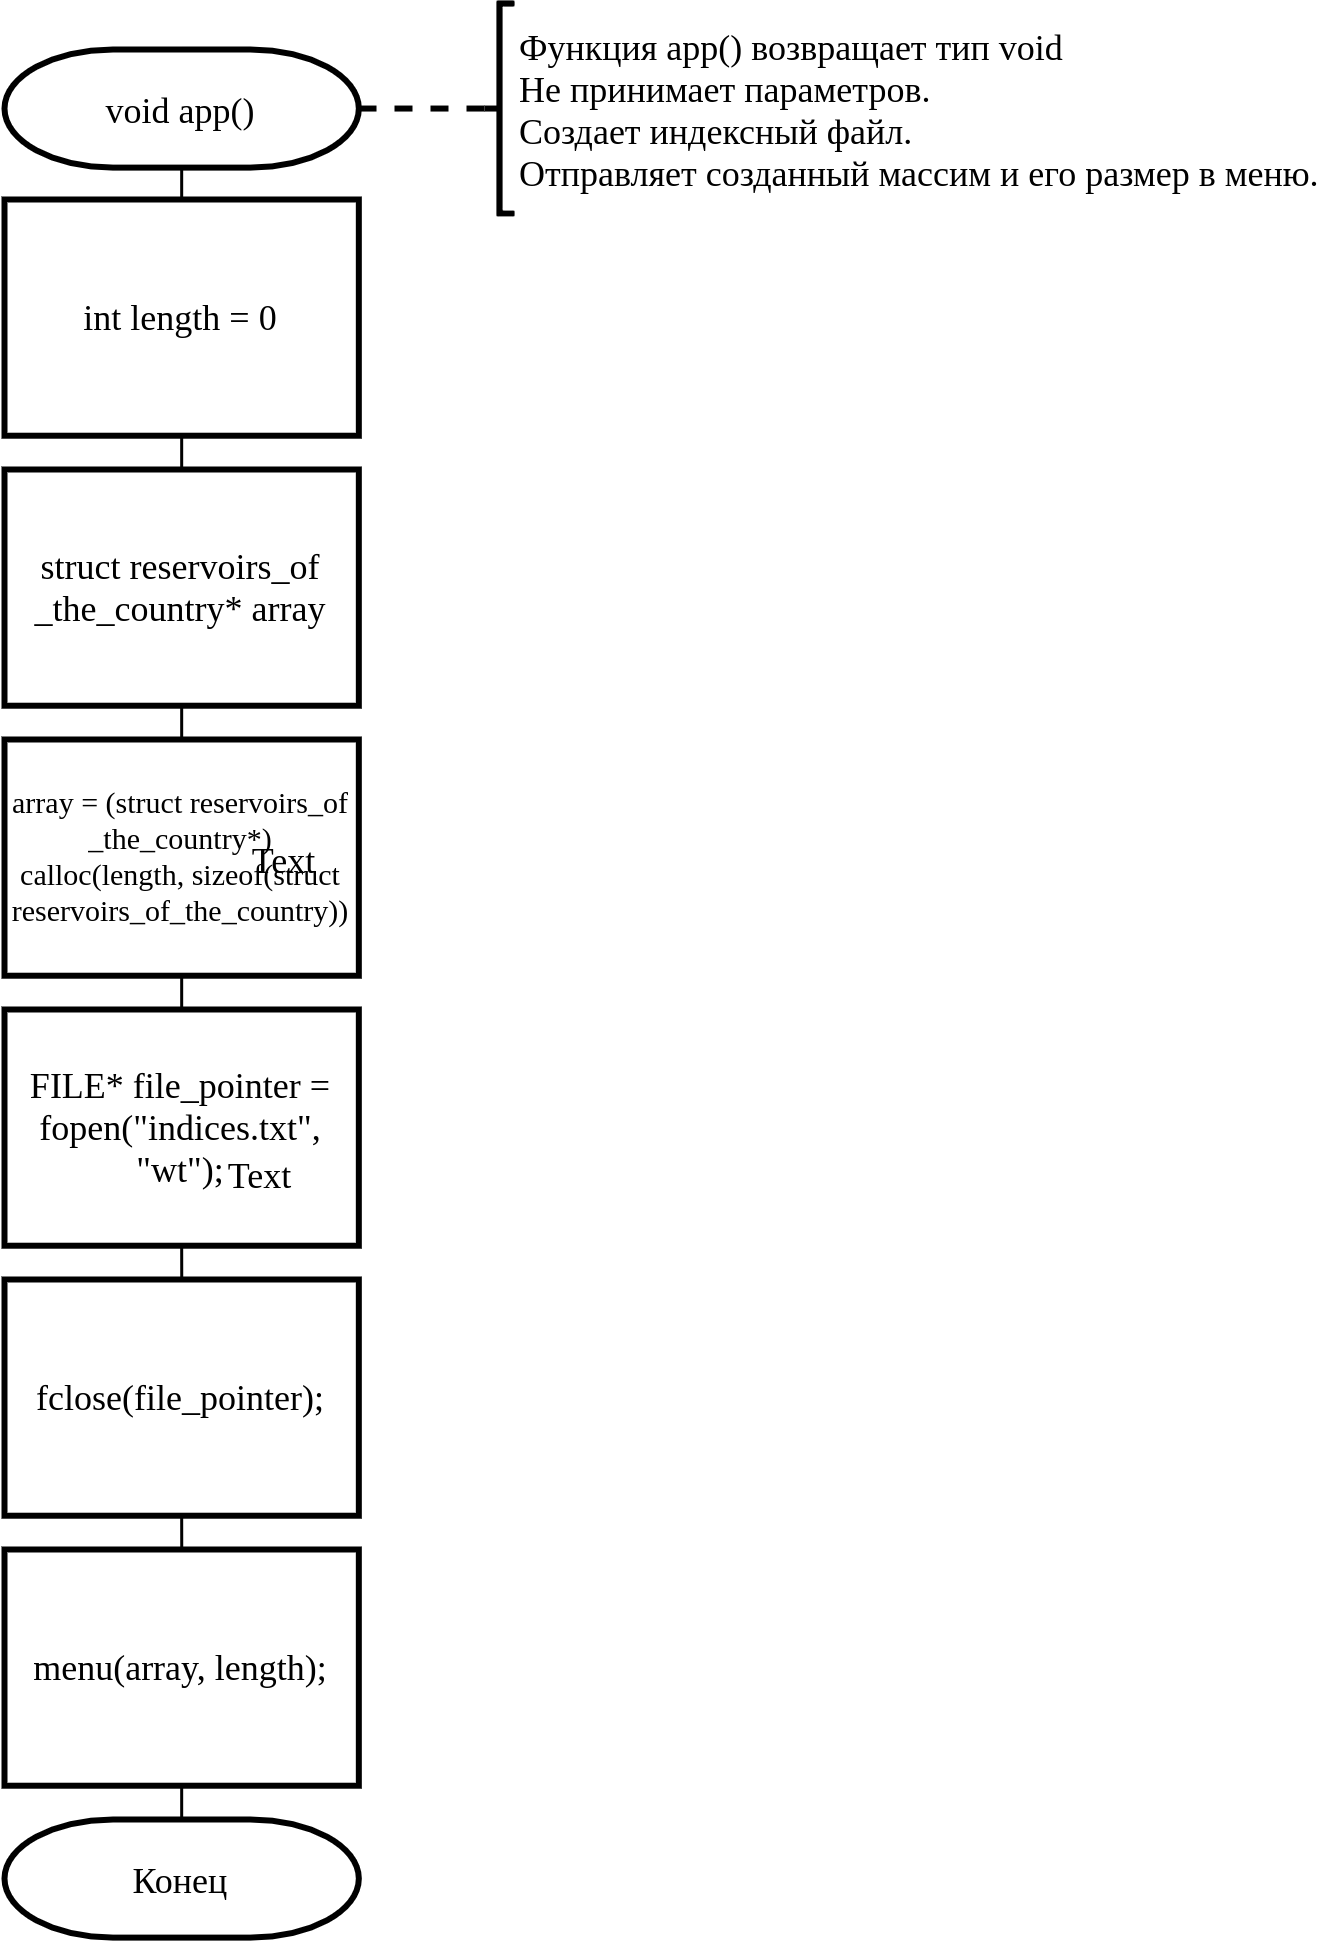 void app()
Функция app() возвращает тип void
Не принимает параметров.
Создает индексный файл.
Отправляет созданный массим и его размер в меню.
int length = 0
struct reservoirs_of
_the_country* array
array = (struct reservoirs_of
_the_country*)
Text
calloc(length, sizeof(struct
reservoirs_of_the_country))
FILE* file_pointer =
fopen("indices.txt",
"wt");
Text
fclose(file_pointer);
menu(array, length);
Конец